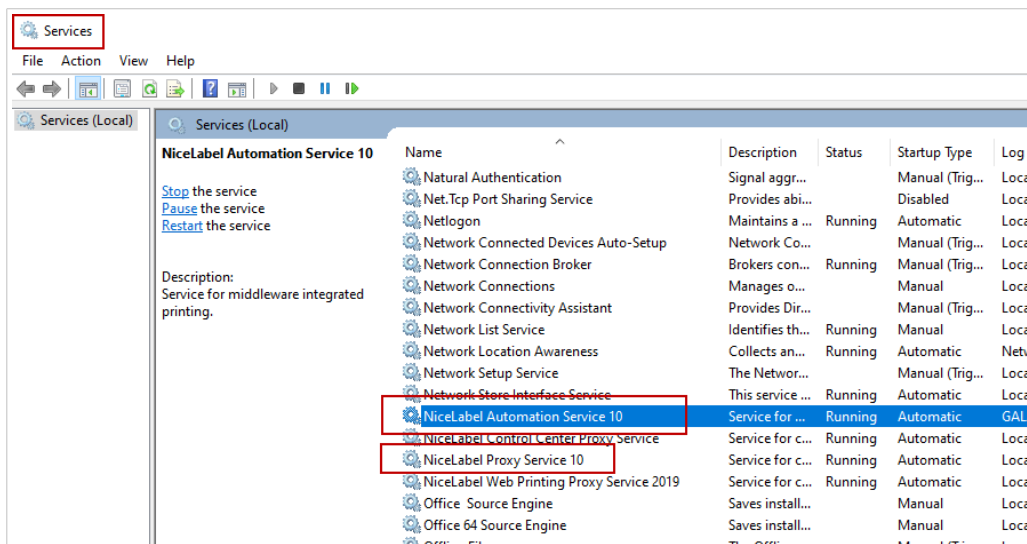 Services
File Action View Help
Services (Local)
Services (Local)
NiceLabel Automation Service 10
Stop the service
Pause the service
Restart the service
Description:
Service for middleware integrated
printing.
Name Description Status Startup Type Log
Natural Authentication Signal aggr... Manual (Trig... Loca
Net.Tcp Port Sharing Service Provides abi... Disabled Loca
Netlogon Maintains a ... Running Automatic Loca
Network Connected Devices Auto-Setup Network Co... Manual (Trig... Loca
Network Connection Broker Brokers con... Running Manual (Trig... Loca
Network Connections Manages o... Manual Loca
Network Connectivity Assistant Provides Dir... Manual (Trig... Loca
Network List Service Identifies th... Running Manual Loca
Network Location Awareness Collects an... Running Automatic Netw
Network Setup Service The Networ... Manual (Trig... Loca
Network Store Interface Service This service ... Running Automatic Loca
NiceLabel Automation Service 10 Service for ... Running Automatic GAL
NiceLabel Control Center Proxy Service Service for c... Running Automatic Loca
NiceLabel Proxy Service 10 Service for c... Running Automatic Loca
NiceLabel Web Printing Proxy Service 2019 Service for c... Running Automatic Loca
Office Source Engine Saves install... Manual Loca
Office 64 Source Engine Saves install... Manual Loca